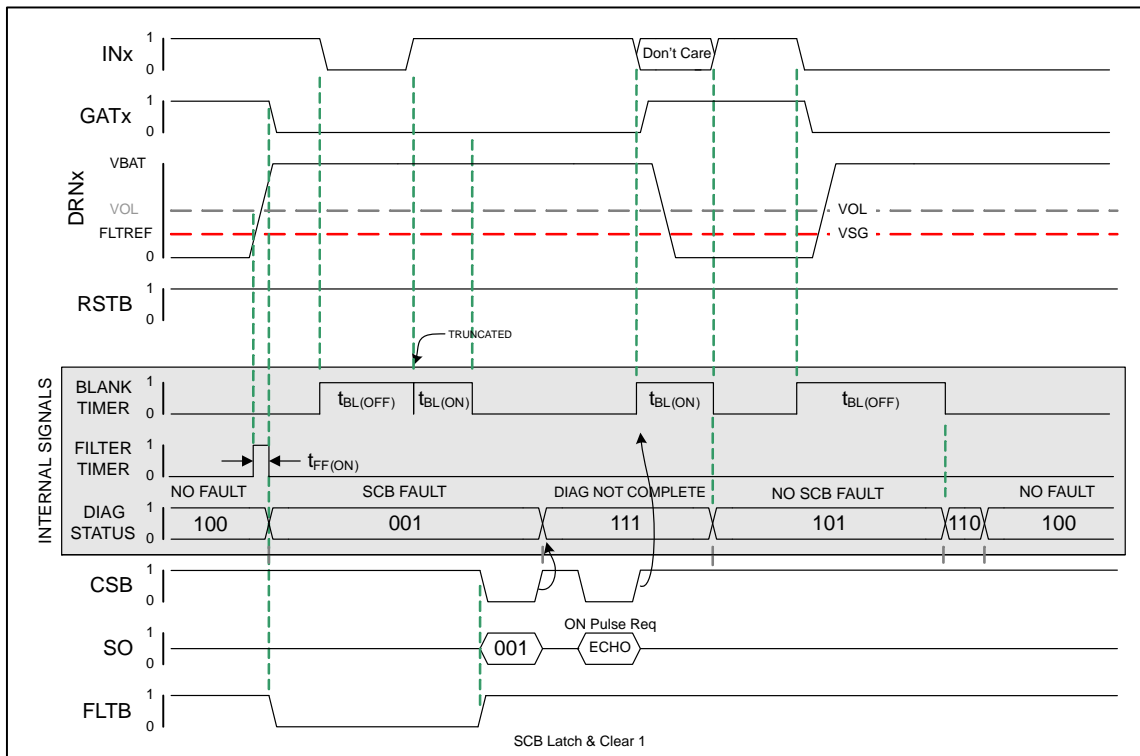 INx
1
0
Don't Care
GATx
1
0
DRNx
VBAT
VOL
VOL
FLTREF
VSG
0
RSTB
1
0
TRUNCATED
INTERNAL SIGNALS
BLANK TIMER
1
0
tBL(OFF)
tBL(ON)
tBL(ON)
tBL(OFF)
FILTER TIMER
1
0
tFF(ON)
NO FAULT
SCB FAULT
DIAG NOT COMPLETE
NO SCB FAULT
NO FAULT
DIAG STATUS
1
0
100
001
111
101
110
100
CSB
1
0
ON Pulse Req
SO
1
0
001
ECHO
FLTB
1
0
SCB Latch & Clear 1